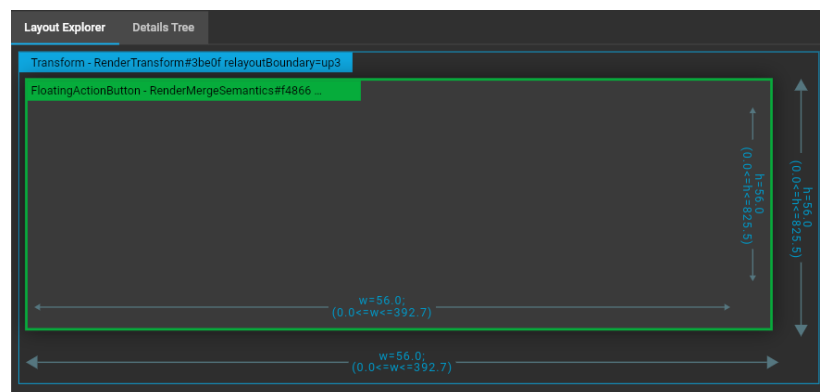 Layout Explorer Details Tree
Transform - RenderTransform#3be0f relayoutBoundary=up3
FloatingActionButton - RenderMergeSemantics#f4866 ...
h=56.0
(0.0<=h<=825.5)
h=56.0
(0.0<=h<=825.5)
w=56.0;
(0.0<=w<=392.7)
w=56.0;
(0.0<=w<=392.7)